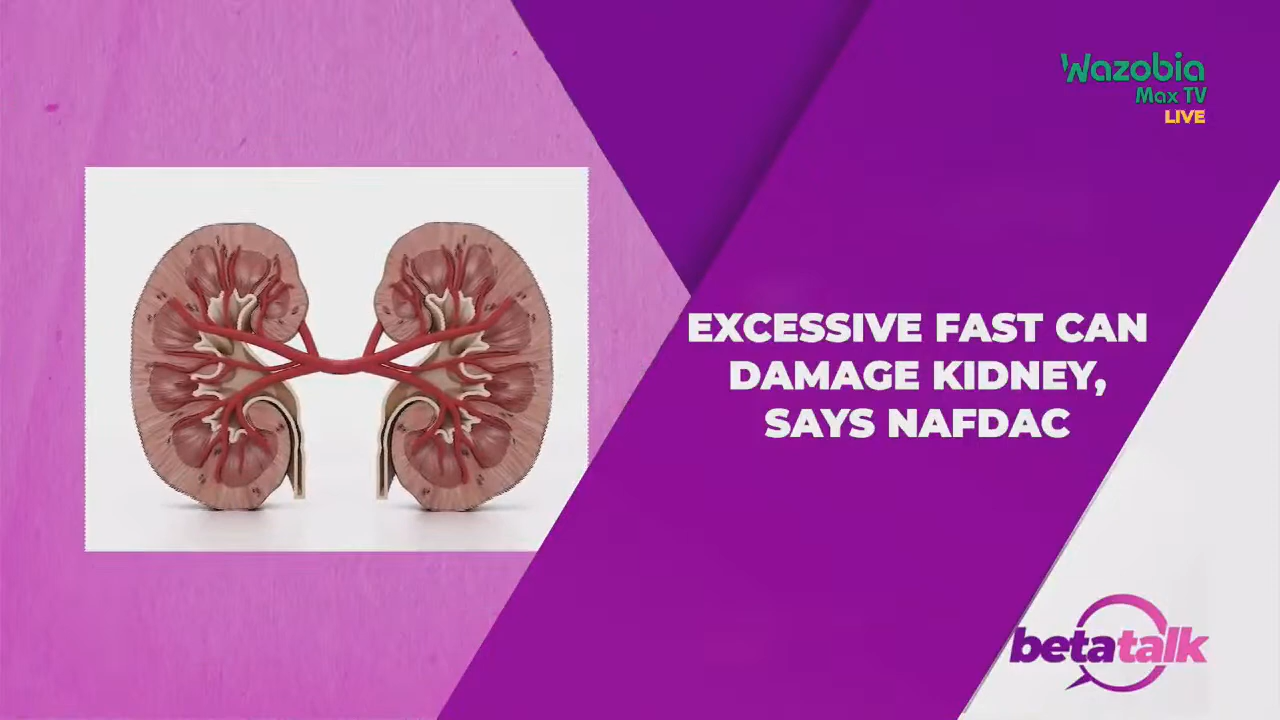 Wazobia
Max TV
LIVE
EXCESSIVE FAST CAN
DAMAGE KIDNEY,
SAYS NAFDAC
betatalk